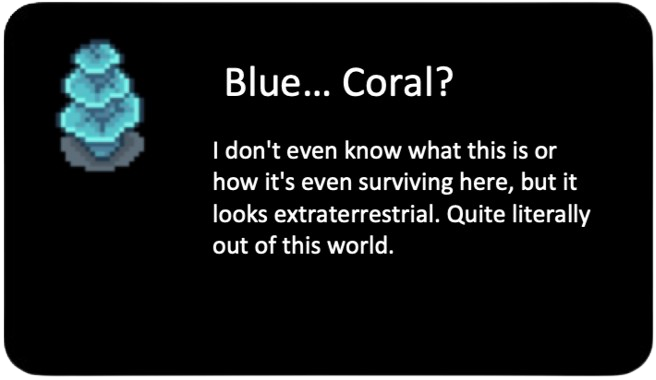 Blue... Coral?
I don't even know what this is or
how it's even surviving here, but it
looks extraterrestrial. Quite literally
out of this world.